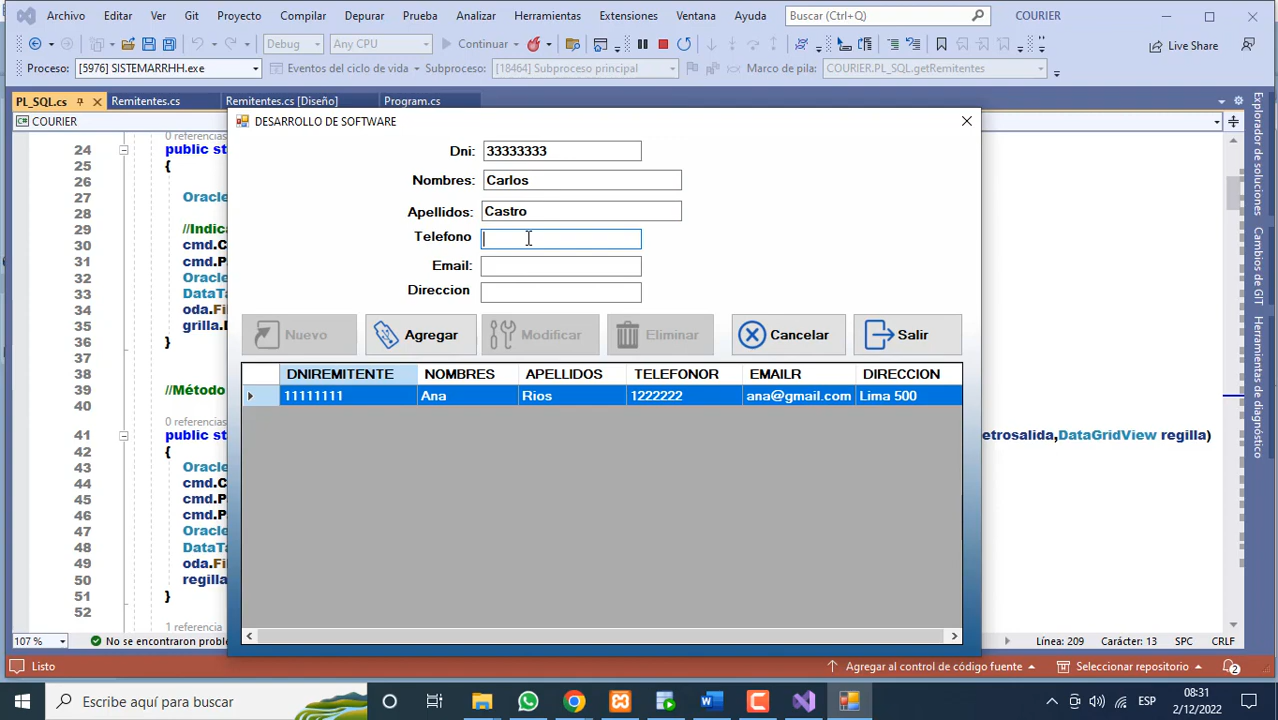 Archivo Editar Ver Git Proyecto Compilar Depurar Prueba Analizar Herramientas Extensiones Ventana Ayuda Buscar (Ctrl+Q) COURIER
Debug Any CPU Continuar Live Share
Proceso: [5976] SISTEMARRHH.exe Eventos del ciclo de vida Subproceso: [18464] Subproceso principal Marco de pila: COURIER.PL_SQL.getRemitentes
PL_SQL.cs Remitentes.cs Remitentes.cs [Diseño] Program.cs
COURIER
DESARROLLO DE SOFTWARE
0 referencias
24 public st
25 {
26
27 Oracle
28
29 //Indica
30 cmd.C
31 cmd.P
32 Oracle
33 DataTa
34 oda.Fi
35 grilla.D
36 }
37
38
39 //Método
40
0 referencias
41 public st etrosalida,DataGridView regilla)
42 {
43 Oracle
44 cmd.C
45 cmd.P
46 cmd.P
47 Oracle
48 DataTa
49 oda.Fi
50 regilla
51 }
52
1 referencia
Dni: 33333333
Nombres: Carlos
Apellidos: Castro
Telefono
Email:
Direccion
Nuevo Agregar Modificar Eliminar Cancelar Salir
DNIREMITENTE NOMBRES APELLIDOS TELEFONOR EMAILR DIRECCION
11111111 Ana Rios 1222222 ana@gmail.com Lima 500
Explorador de soluciones
Cambios de GIT
Herramientas de diagnóstico
107 % No se encontraron probl Línea: 209 Carácter: 13 SPC CRLF
Listo Agregar al control de código fuente Seleccionar repositorio 2
Escribe aquí para buscar ESP 08:31
2/12/2022